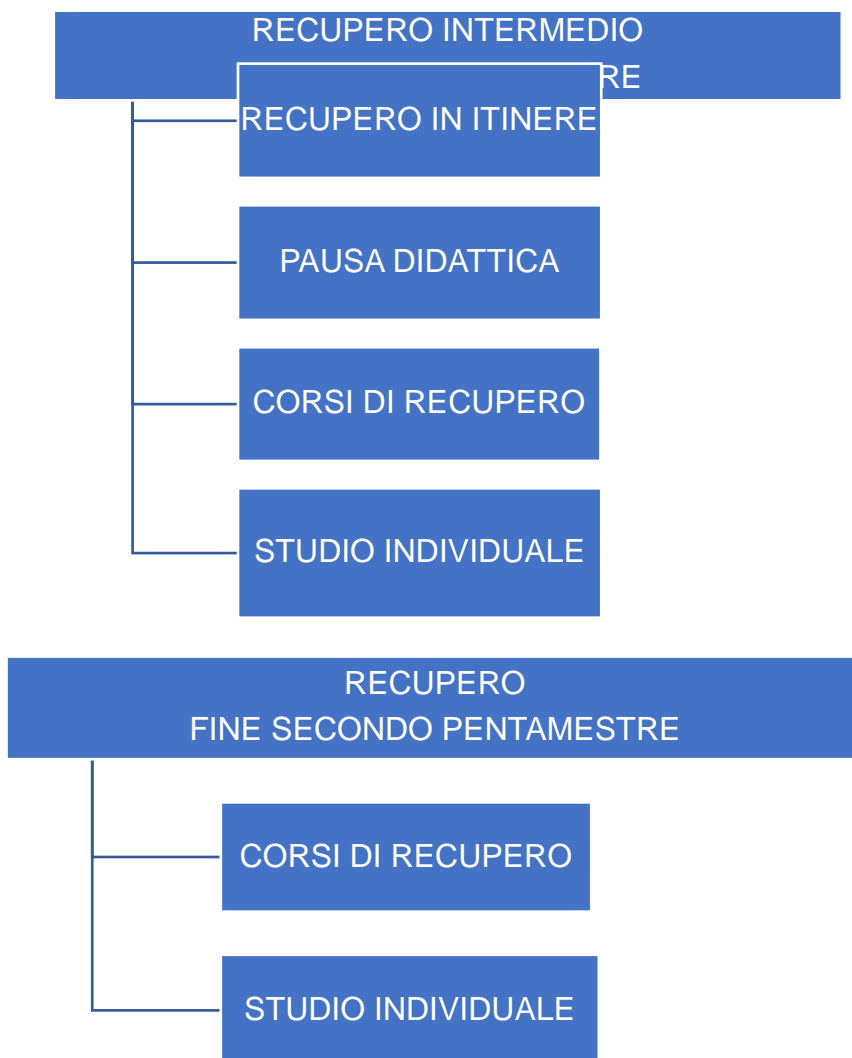 RECUPERO INTERMEDIO
RE
RECUPERO IN ITINERE
PAUSA DIDATTICA
CORSI DI RECUPERO
STUDIO INDIVIDUALE
RECUPERO
FINE SECONDO PENTAMESTRE
CORSI DI RECUPERO
STUDIO INDIVIDUALE